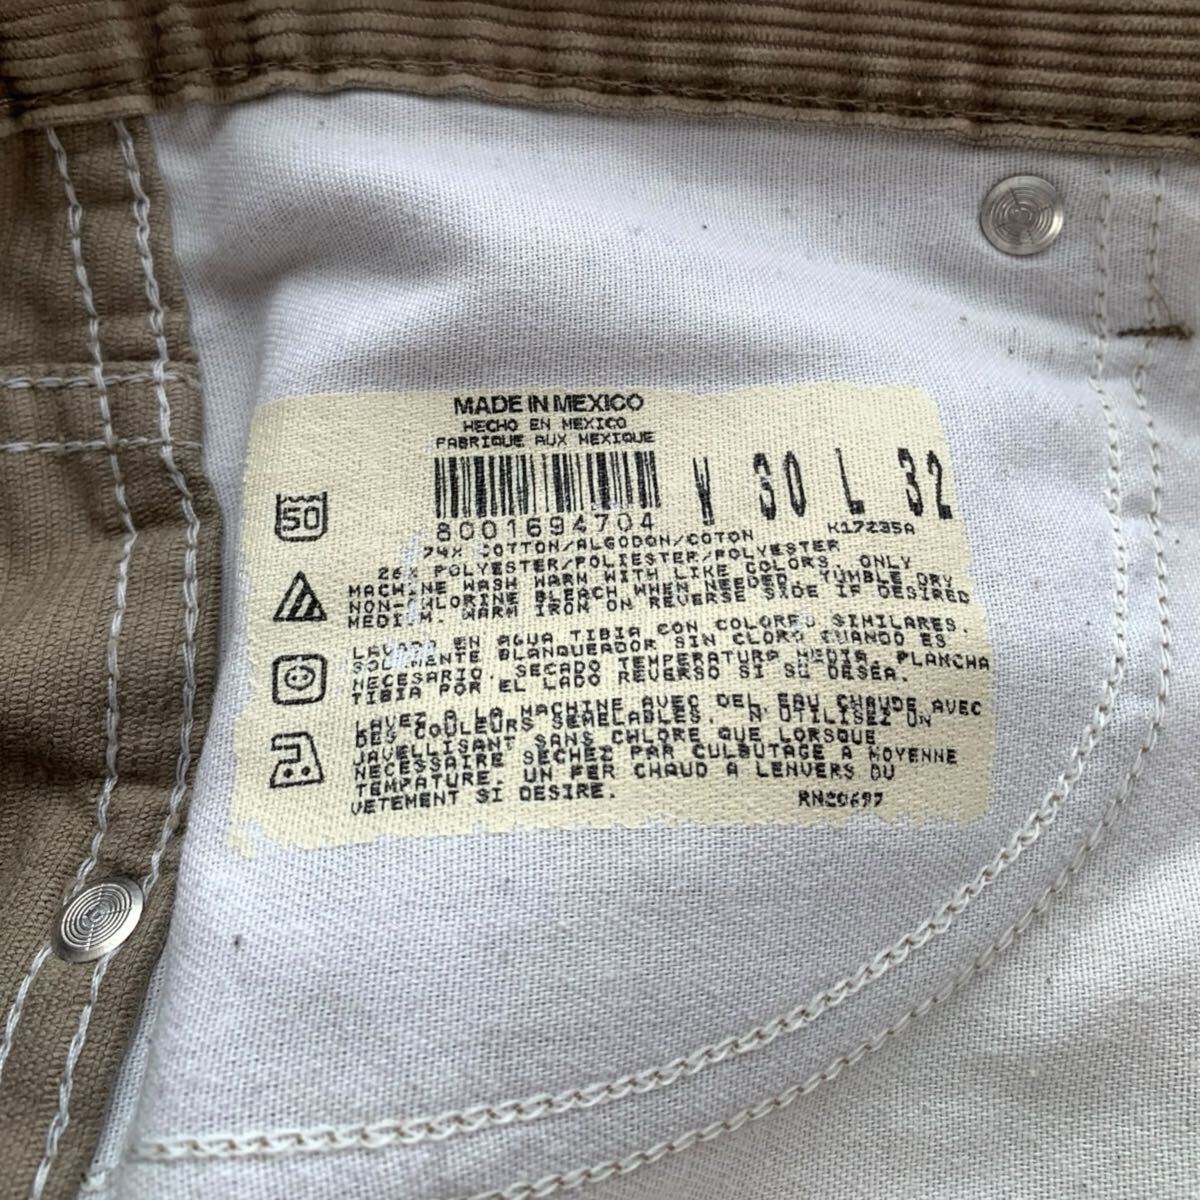 MADE IN MEXICO
HECHO EN MEXICO
FABRIQUE AUX MEXIQUE
W 30 L 32
8001694704
K17235A
50
74% COTTON/ALGODON/COTON
26% POLYESTER/POLIESTER/POLYESTER
MACHINE WASH WARM WITH LIKE COLORS. ONLY
NON-CHLORINE BLEACH WHEN NEEDED. TUMBLE DRY
MEDIUM. WARM IRON ON REVERSE SIDE IF DESIRED
LAVADO EN AGUA TIBIA CON COLORES SIMILARES.
SOLAMENTE BLANQUEADOR SIN CLORO CUANDO ES
NECESARIO. SECADO TEMPERATURA MEDIA. PLANCHA
TIBIA POR EL LADO REVERSO SI SE DESEA.
LAVEZ A LA MACHINE AVEC DEL EAU CHAUDE AVEC
DES COULEURS SEMELABLES. N UTILISEZ UN
JAVELLISANT SANS CHLORE QUE LORSQUE
NECESSAIRE SECHEZ PAR CULBUTAGE A MOYENNE
TEMPATURE. UN FER CHAUD A LENVERS DU
VETEMENT SI DESIRE.
RN20697